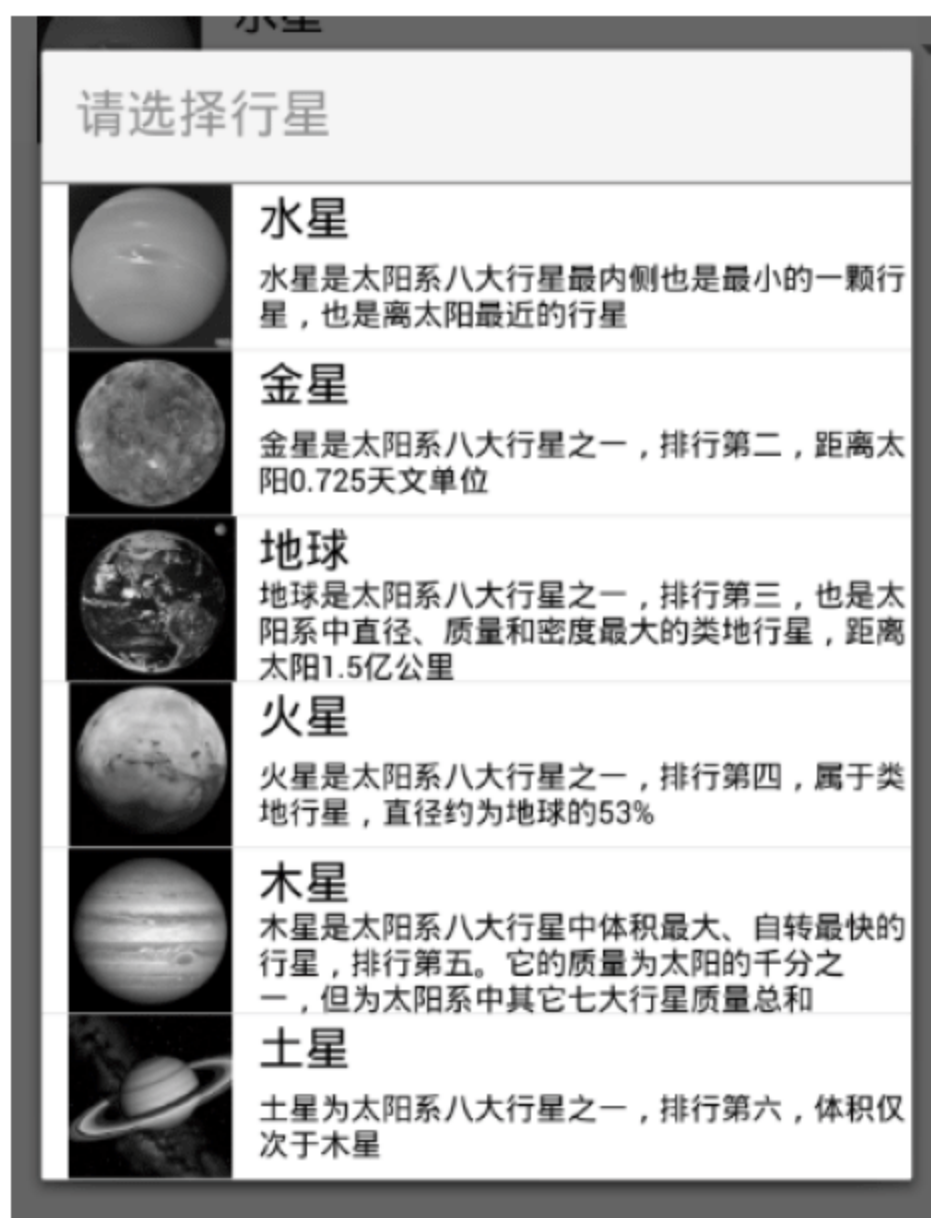 水星
请选择行星
水星
水星是太阳系八大行星最内侧也是最小的一颗行
星，也是离太阳最近的行星
金星
金星是太阳系八大行星之一，排行第二，距离太
阳0.725天文单位
地球
地球是太阳系八大行星之一，排行第三，也是太
阳系中直径、质量和密度最大的类地行星，距离
太阳1.5亿公里
火星
火星是太阳系八大行星之一，排行第四，属于类
地行星，直径约为地球的53%
木星
木星是太阳系八大行星中体积最大、自转最快的
行星，排行第五。它的质量为太阳的千分之
一，但为太阳系中其它七大行星质量总和
土星
土星为太阳系八大行星之一，排行第六，体积仅
次于木星